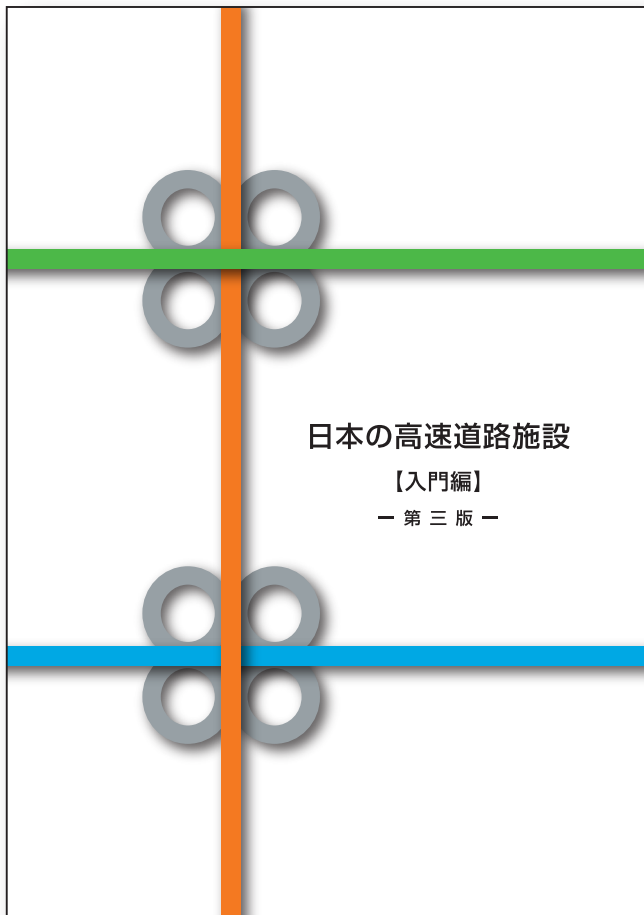 日本の高速道路施設
【入門編】
ー 第 三 版 ー